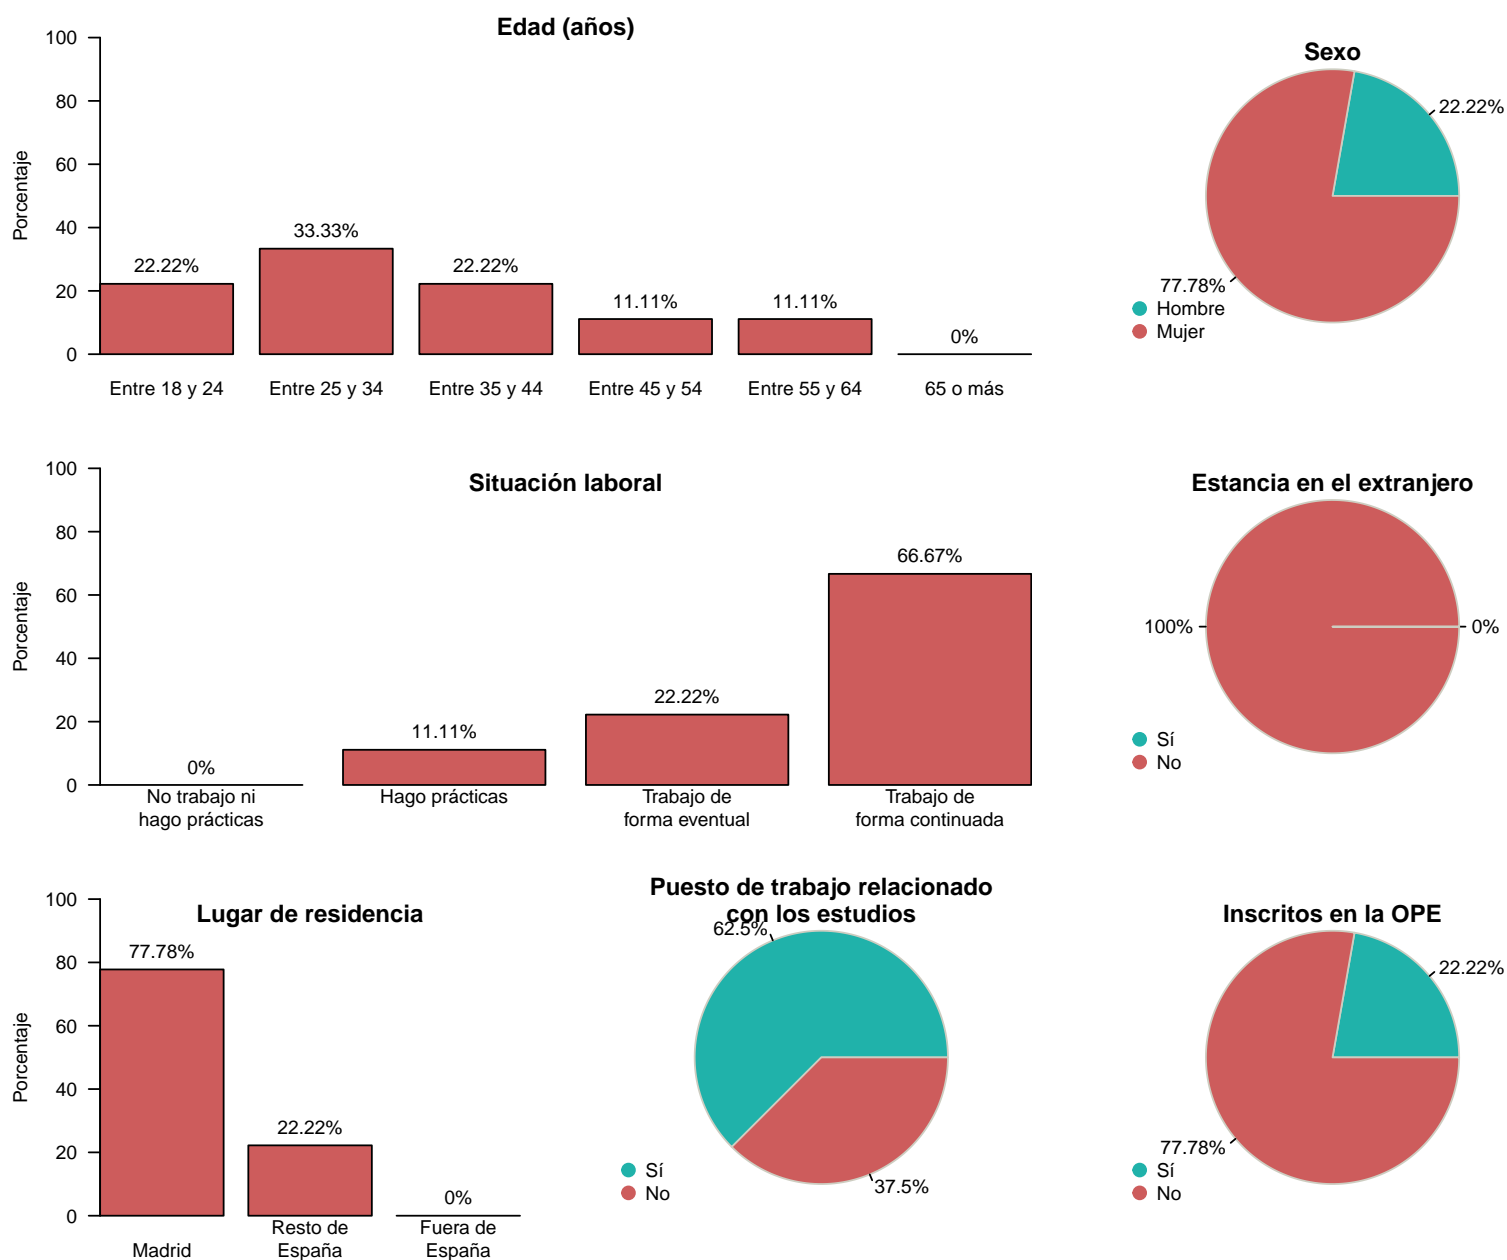 Edad (años)
Porcentaje
100
80
60
40
20
0
22.22%
33.33%
22.22%
11.11%
11.11%
0%
Entre 18 y 24
Entre 25 y 34
Entre 35 y 44
Entre 45 y 54
Entre 55 y 64
65 o más
Sexo
22.22%
77.78%
Hombre
Mujer
Situación laboral
Porcentaje
100
80
60
40
20
0
0%
11.11%
22.22%
66.67%
No trabajo ni
hago prácticas
Hago prácticas
Trabajo de
forma eventual
Trabajo de
forma continuada
Estancia en el extranjero
100%
0%
Sí
No
Lugar de residencia
Porcentaje
100
80
60
40
20
0
77.78%
22.22%
0%
Madrid
Resto de
España
Fuera de
España
Puesto de trabajo relacionado
con los estudios
62.5%
37.5%
Sí
No
Inscritos en la OPE
22.22%
77.78%
Sí
No